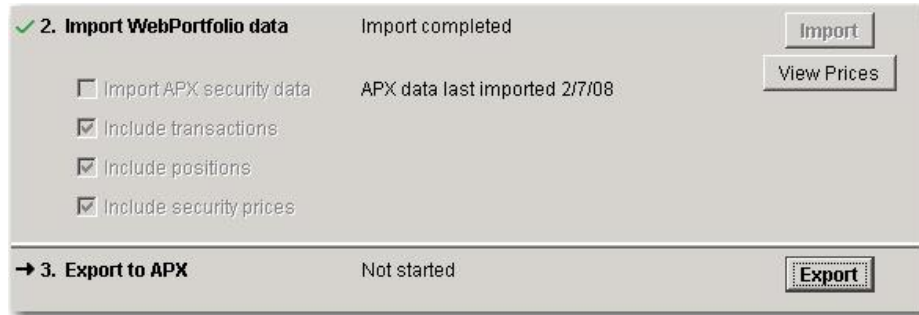 2. Import WebPortfolio data Import completed Import
View Prices
Import APX security data APX data last imported 2/7/08
Include transactions
Include positions
Include security prices
3. Export to APX Not started Export